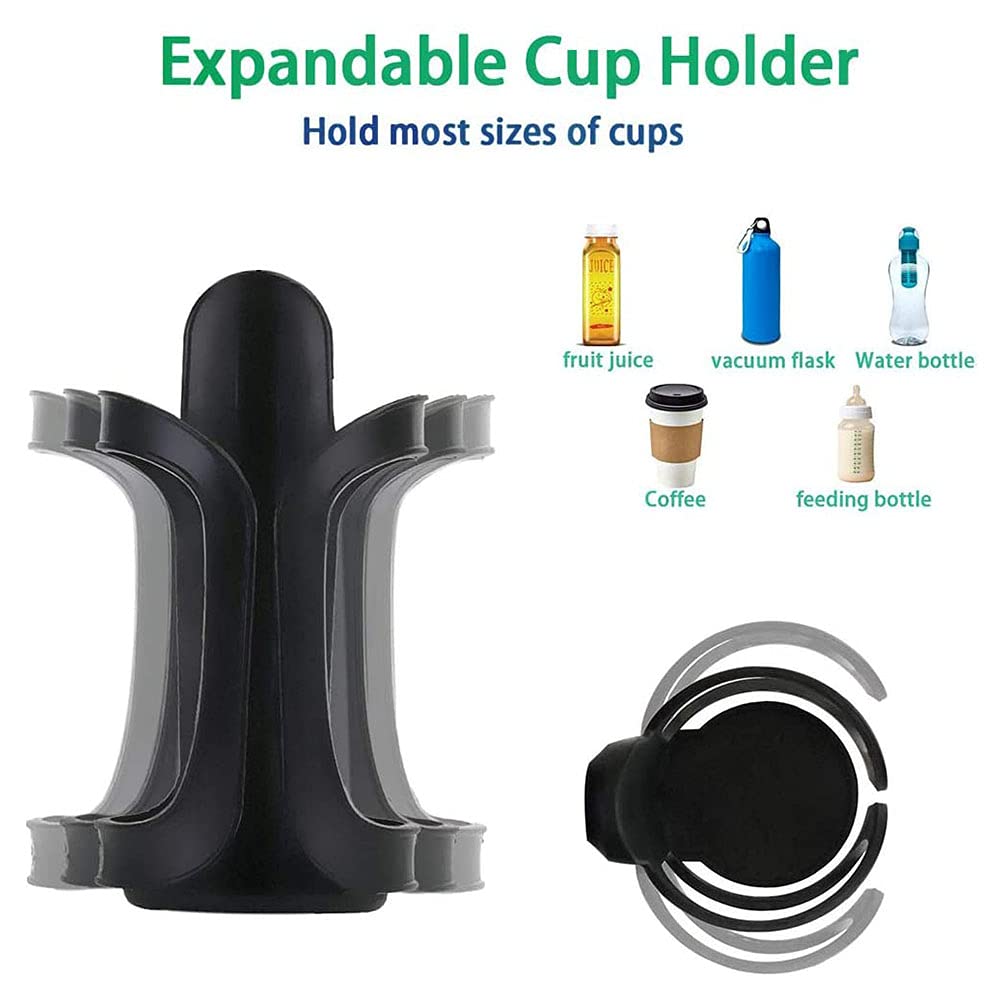 Expandable Cup Holder
Hold most sizes of cups
JUICE
fruit juice
vacuum flask
Water bottle
Coffee
feeding bottle